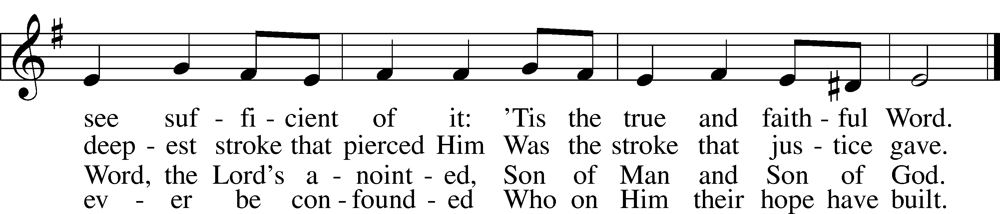 see suf - fi - cient of it: ’Tis the true and faith - ful Word.
deep - est stroke that pierced Him Was the stroke that jus - tice gave.
Word, the Lord’s a - noint - ed, Son of Man and Son of God.
ev - er be con - found - ed Who on Him their hope have built.